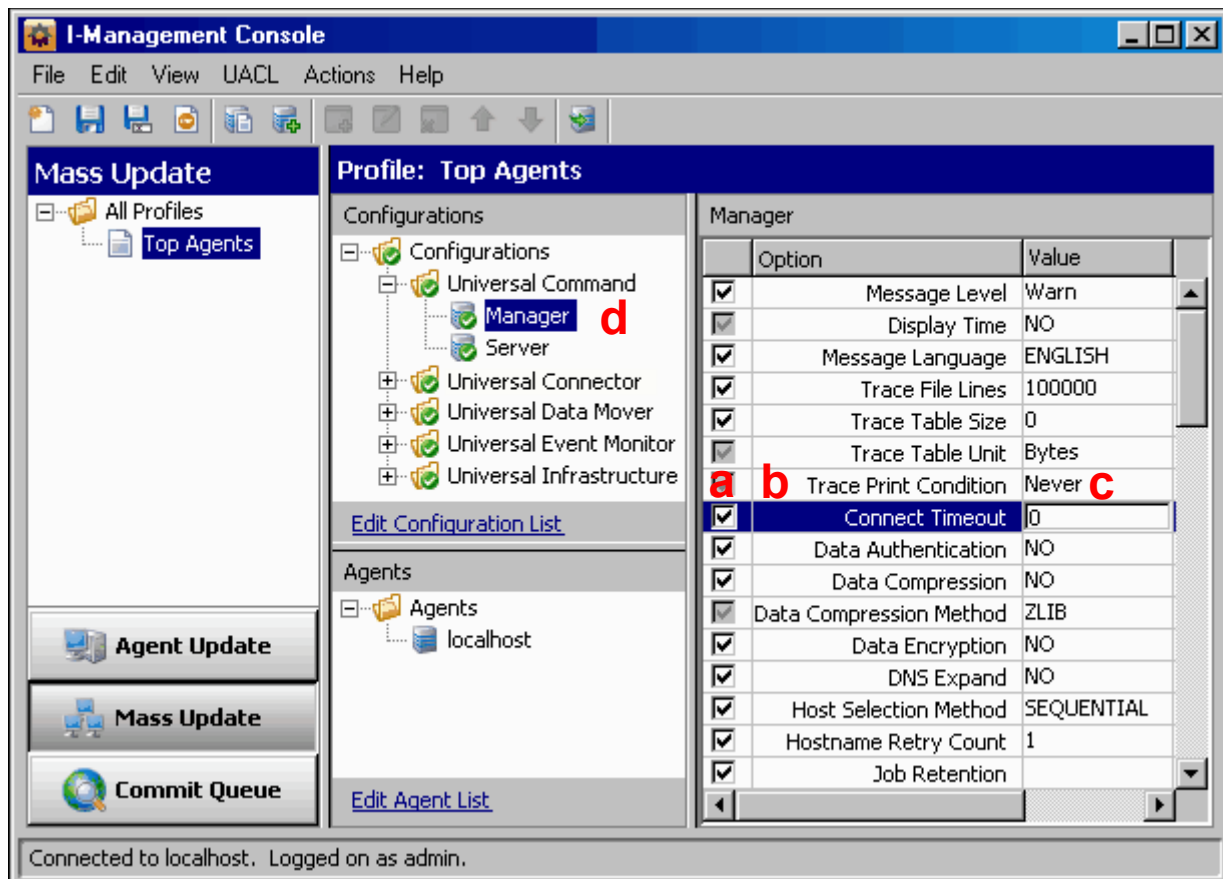 I-Management Console
File Edit View UACL Actions Help
Mass Update
All Profiles
Top Agents
Agent Update
Mass Update
Commit Queue
Profile: Top Agents
Configurations
Configurations
Universal Command
Manager d
Server
Universal Connector
Universal Data Mover
Universal Event Monitor
Universal Infrastructure
Edit Configuration List
Agents
Agents
localhost
Edit Agent List
Manager
Option Value
Message Level Warn
Display Time NO
Message Language ENGLISH
Trace File Lines 100000
Trace Table Size 0
Trace Table Unit Bytes
a b Trace Print Condition Never c
Connect Timeout 0
Data Authentication NO
Data Compression NO
Data Compression Method ZLIB
Data Encryption NO
DNS Expand NO
Host Selection Method SEQUENTIAL
Hostname Retry Count 1
Job Retention
Connected to localhost. Logged on as admin.